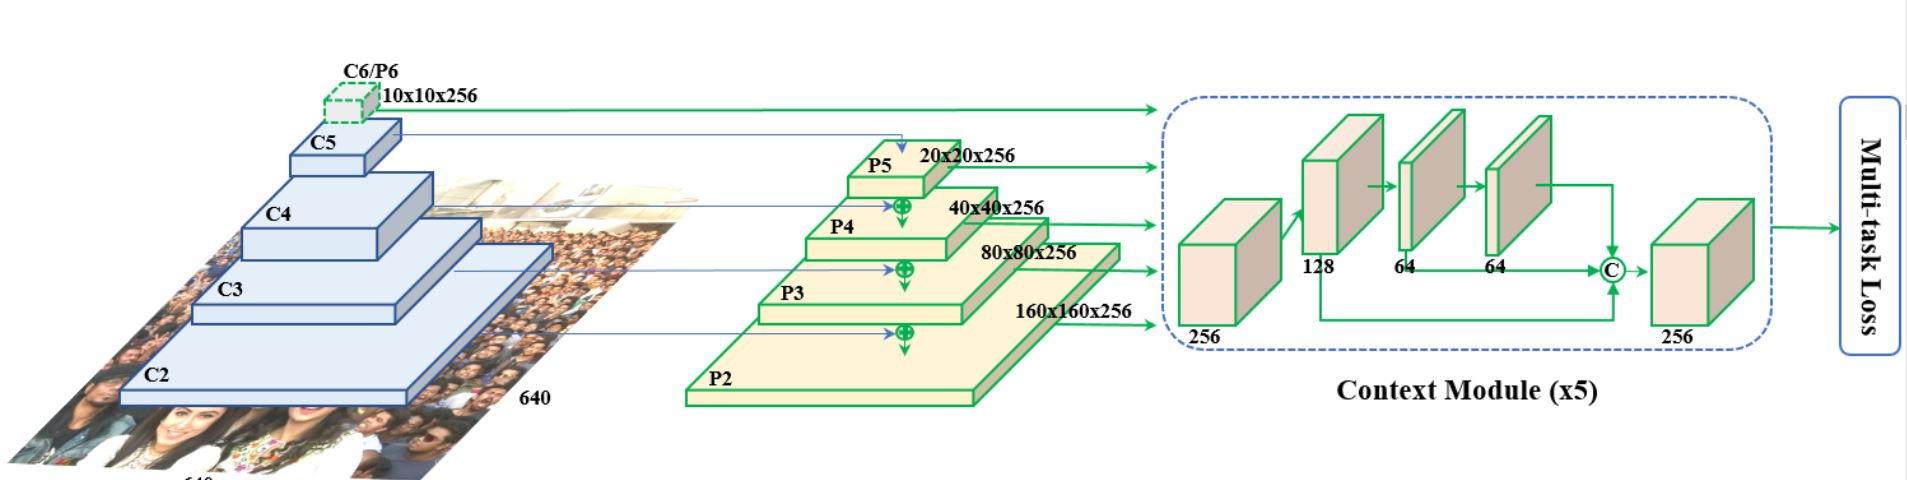 C6/P6
10x10x256
C5
C4
C3
C2
640
P5
20x20x256
P4
40x40x256
P3
80x80x256
P2
160x160x256
256
128
64
64
C
256
Context Module (x5)
Multi-task Loss